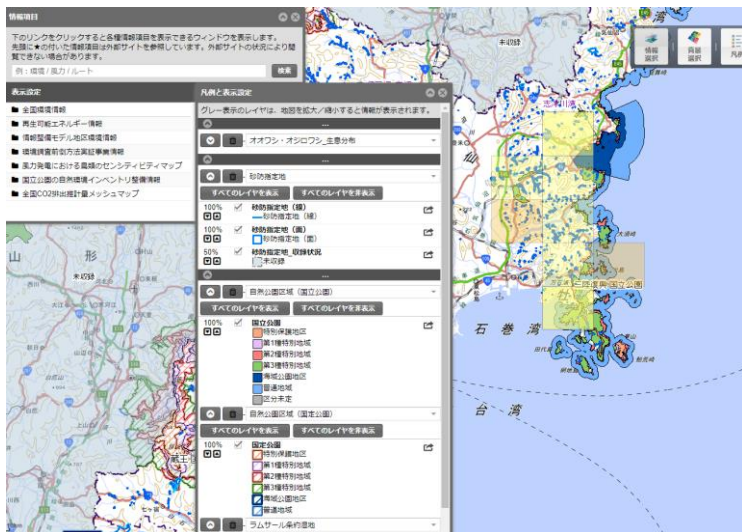 情報項目
下のリンクをクリックすると各種情報項目を表示できるウィンドウを表示します。
先頭に★の付いた情報項目は外部サイトを参照しています。外部サイトの状況により閲覧できない場合があります。
例：環境 / 風力 / ルート
検索
表示設定
全国環境情報
再生可能エネルギー情報
情報整備モデル地区環境情報
環境調査前倒方法実証事業情報
風力発電における鳥類のセンシティビティマップ
国立公園の自然環境インベントリ整備情報
全国CO2排出推計量メッシュマップ
凡例と表示設定
グレー表示のレイヤは、地図を拡大／縮小すると情報が表示されます。
オオワシ・オジロワシ_生息分布
砂防指定地
すべてのレイヤを表示
すべてのレイヤを非表示
100%
砂防指定地（線）
砂防指定地（線）
100%
砂防指定地（面）
砂防指定地（面）
50%
砂防指定地_収録状況
未収録
自然公園区域（国立公園）
すべてのレイヤを表示
すべてのレイヤを非表示
100%
国立公園
特別保護地区
第1種特別地域
第2種特別地域
第3種特別地域
海域公園地区
普通地域
区分未定
自然公園区域（国定公園）
すべてのレイヤを表示
すべてのレイヤを非表示
100%
国定公園
特別保護地区
第1種特別地域
第2種特別地域
第3種特別地域
海域公園地区
普通地域
ラムサール条約湿地
情報
選択
背景
選択
凡例
未収録
湾
志津川湾
仙
三陸復興国立公園
石巻湾
台湾
山形
未収録
蔵王
七ヶ宿
田代島
網地島